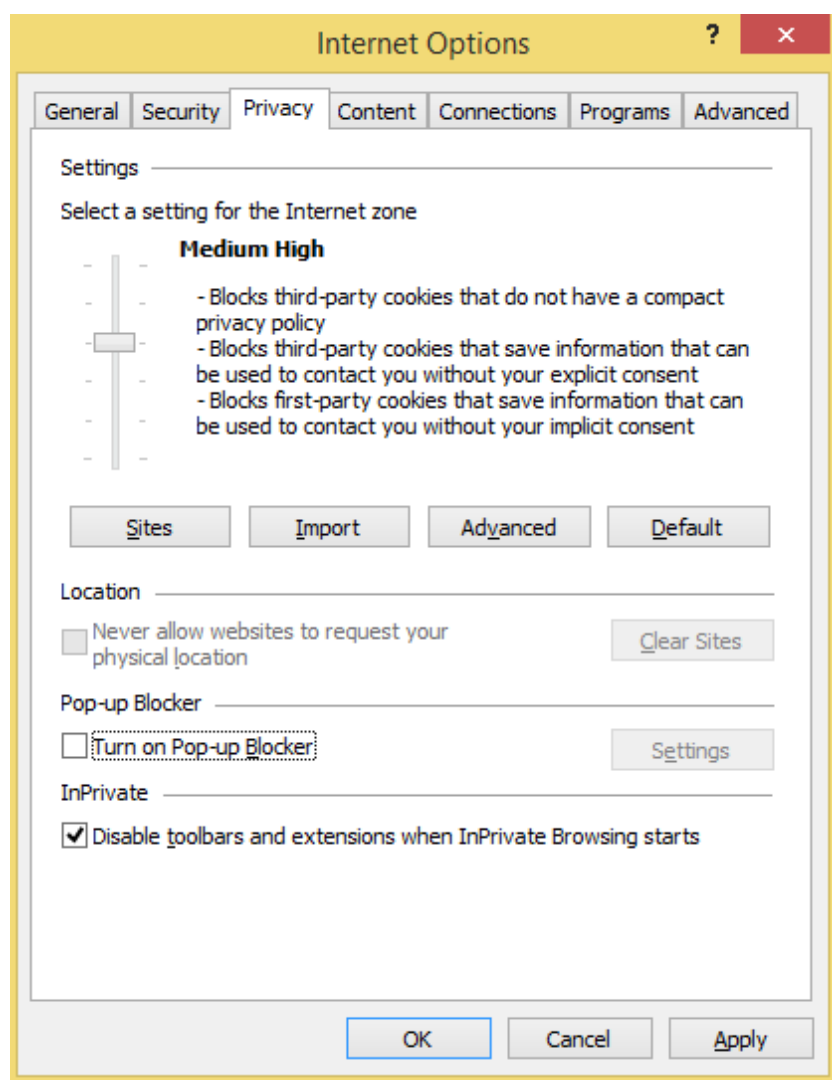 Internet Options
?
×
General Security Privacy Content Connections Programs Advanced
Settings
Select a setting for the Internet zone
Medium High
- Blocks third-party cookies that do not have a compact
privacy policy
- Blocks third-party cookies that save information that can
be used to contact you without your explicit consent
- Blocks first-party cookies that save information that can
be used to contact you without your implicit consent
Sites Import Advanced Default
Location
Never allow websites to request your
physical location
Clear Sites
Pop-up Blocker
Turn on Pop-up Blocker
Settings
InPrivate
Disable toolbars and extensions when InPrivate Browsing starts
OK Cancel Apply